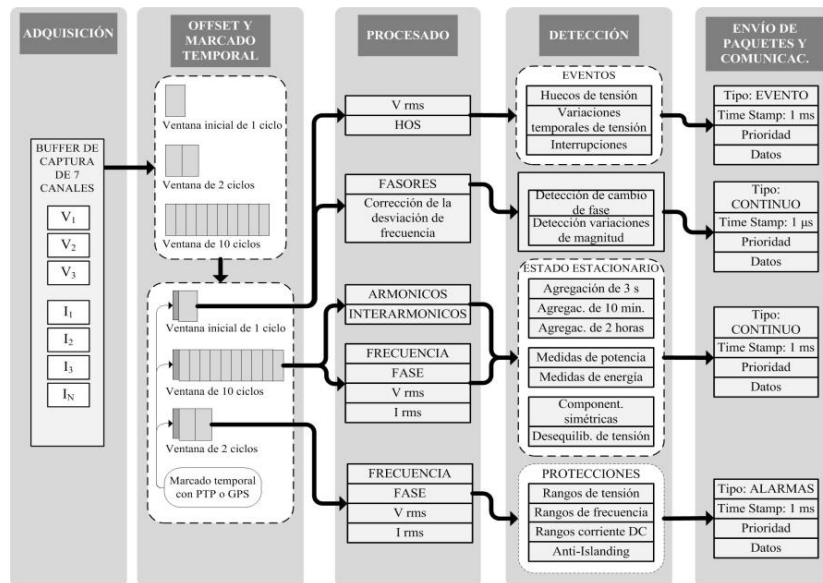 ADQUISICIÓN
BUFFER DE
CAPTURA
DE 7
CANALES
V1
V2
V3
I1
I2
I3
IN
OFFSET Y
MARCADO
TEMPORAL
Ventana inicial de 1 ciclo
Ventana de 2 ciclos
Ventana de 10 ciclos
Ventana inicial de 1 ciclo
Ventana de 10 ciclos
Ventana de 2 ciclos
Marcado temporal
con PTP o GPS
PROCESADO
V rms
HOS
FASORES
Corrección de la
desviación de
frecuencia
ARMONICOS
INTERARMONICOS
FRECUENCIA
FASE
V rms
I rms
FRECUENCIA
FASE
V rms
I rms
DETECCIÓN
EVENTOS
Huecos de tensión
Variaciones
temporales de tensión
Interrupciones
Detección de cambio
de fase
Detección variaciones
de magnitud
ESTADO ESTACIONARIO
Agregación de 3 s
Agregac. de 10 min.
Agregac. de 2 horas
Medidas de potencia
Medidas de energía
Component.
simétricas
Desequilib. de tensión
PROTECCIONES
Rangos de tensión
Rangos de frecuencia
Rangos corriente DC
Anti-Islanding
ENVÍO DE
PAQUETES Y
COMUNICAC.
Tipo: EVENTO
Time Stamp: 1 ms
Prioridad
Datos
Tipo:
CONTINUO
Time Stamp: 1 μs
Prioridad
Datos
Tipo:
CONTINUO
Time Stamp: 1 ms
Prioridad
Datos
Tipo: ALARMAS
Time Stamp: 1 ms
Prioridad
Datos